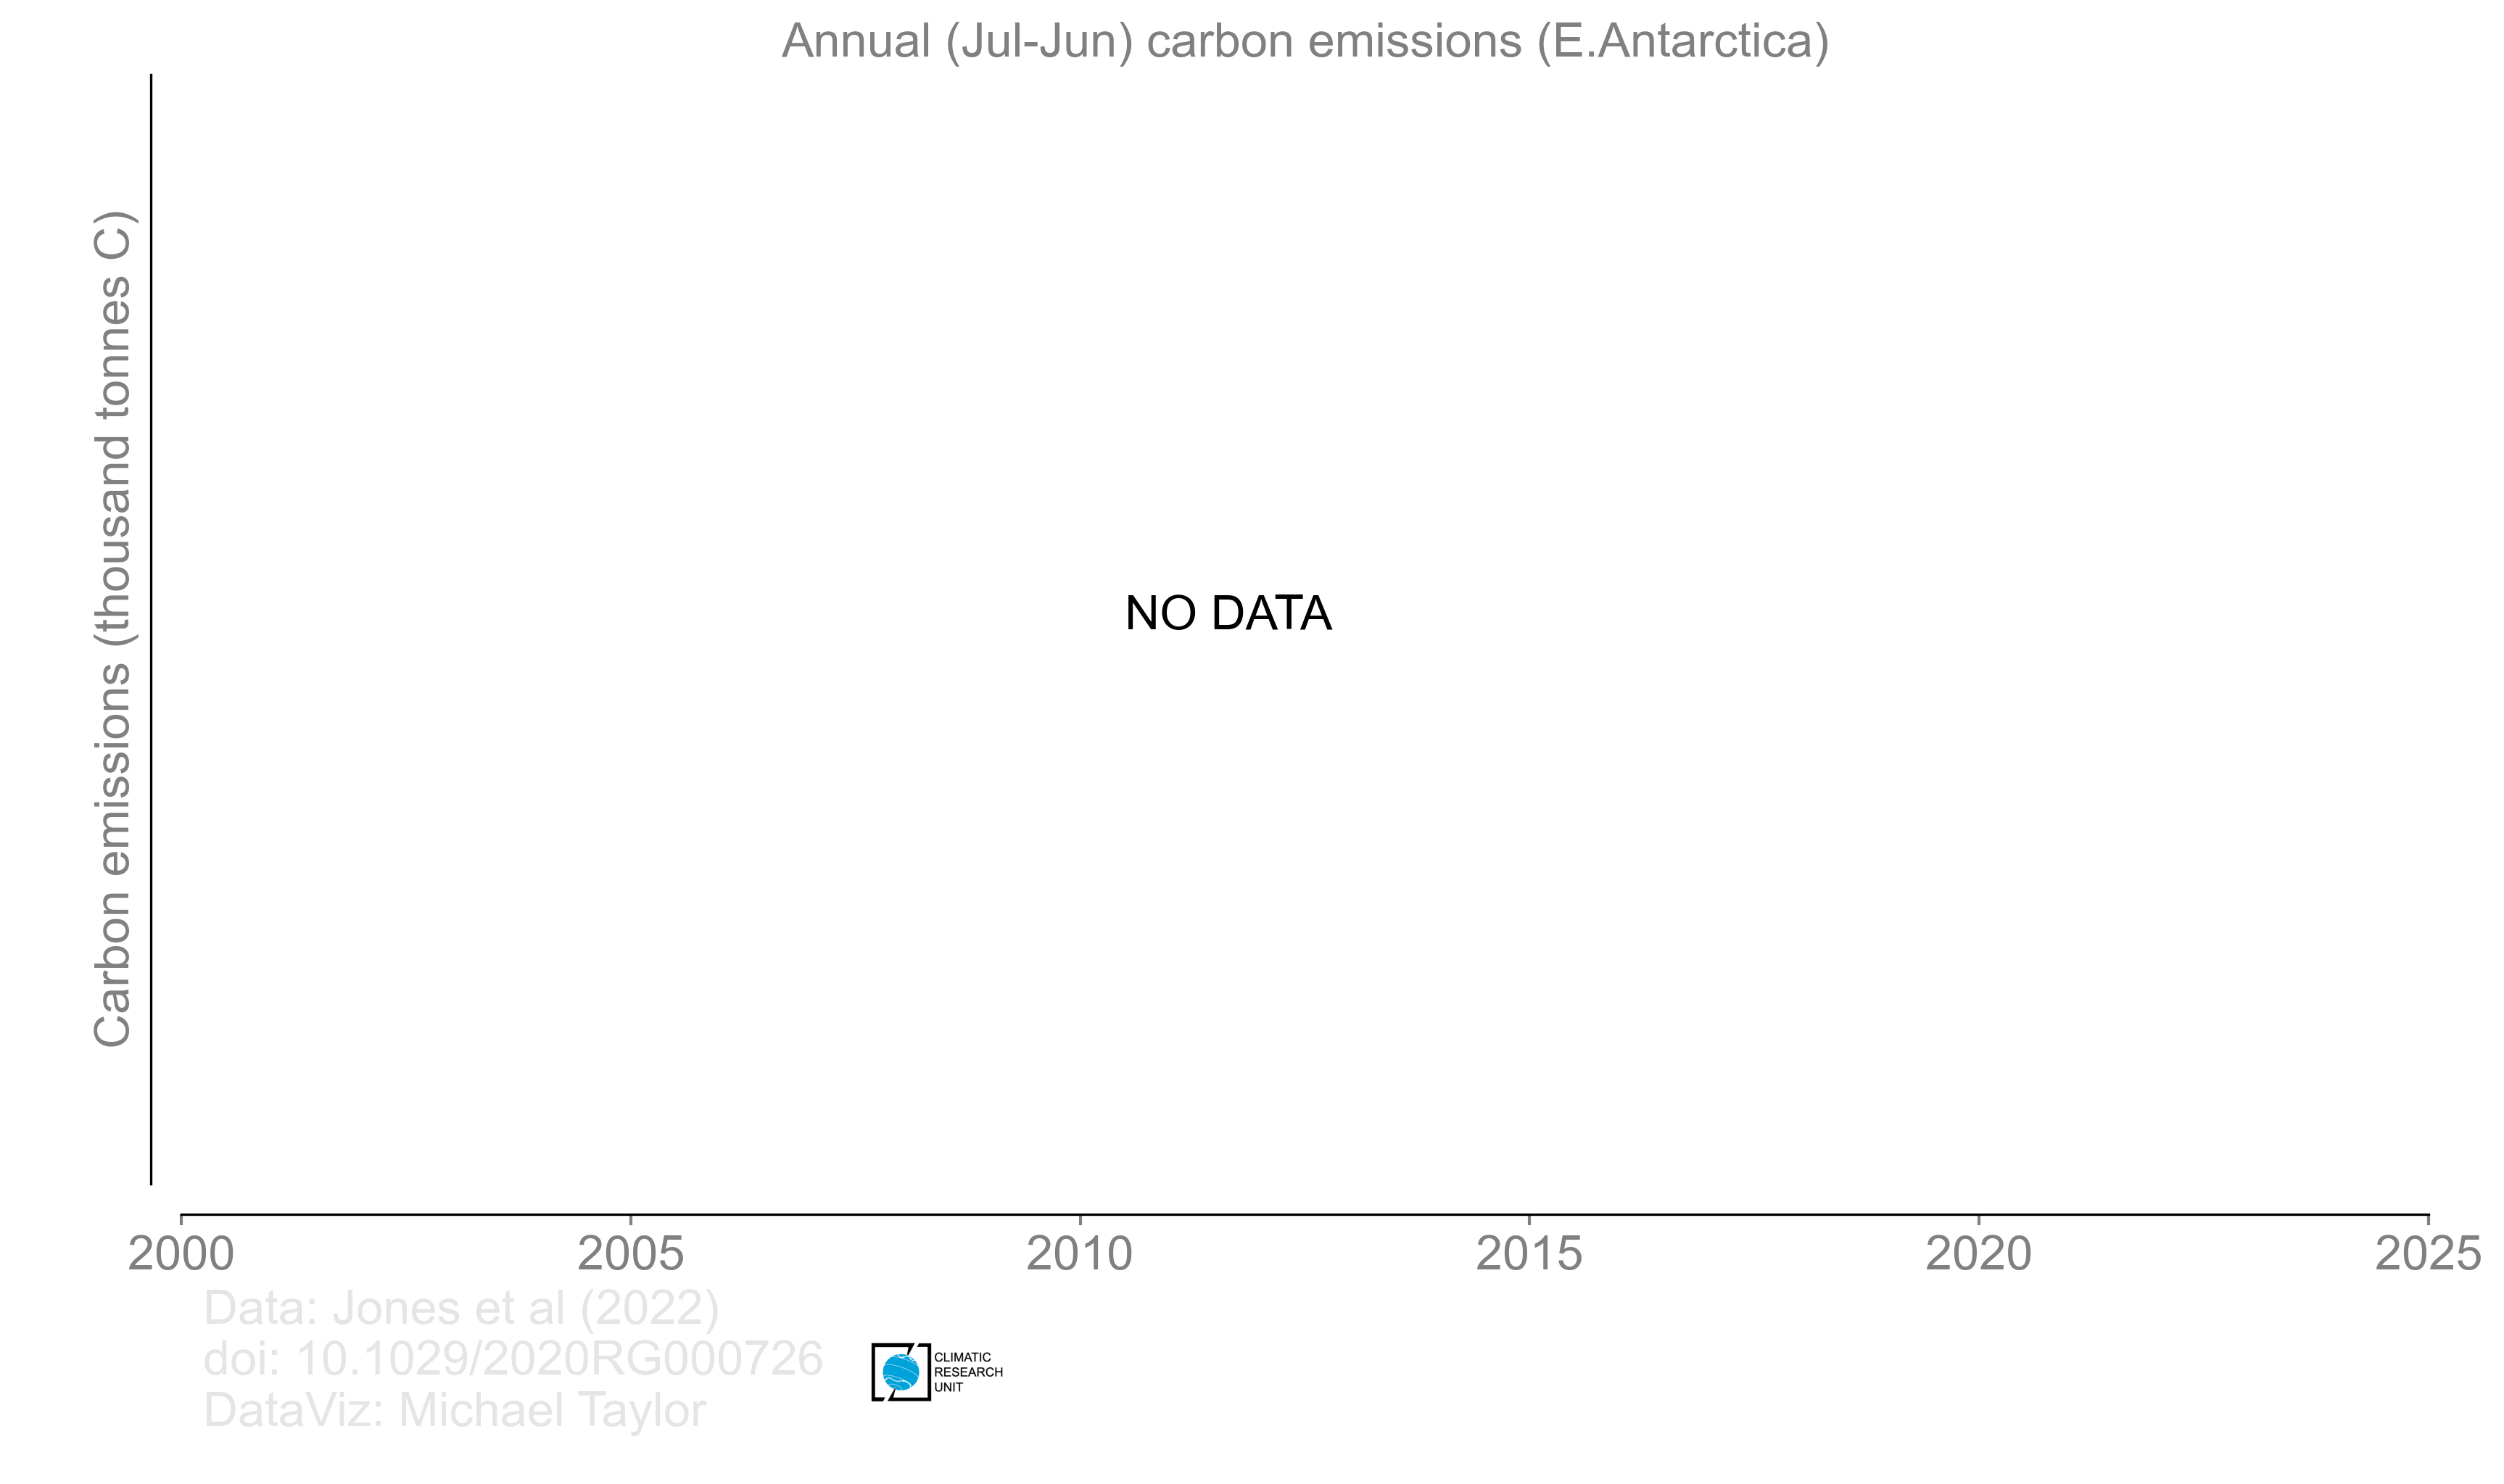 Annual (Jul-Jun) carbon emissions (E.Antarctica)
Carbon emissions (thousand tonnes C)
NO DATA
2000 2005 2010 2015 2020 2025
Data: Jones et al (2022)
doi: 10.1029/2020RG000726
DataViz: Michael Taylor
CLIMATIC
RESEARCH
UNIT